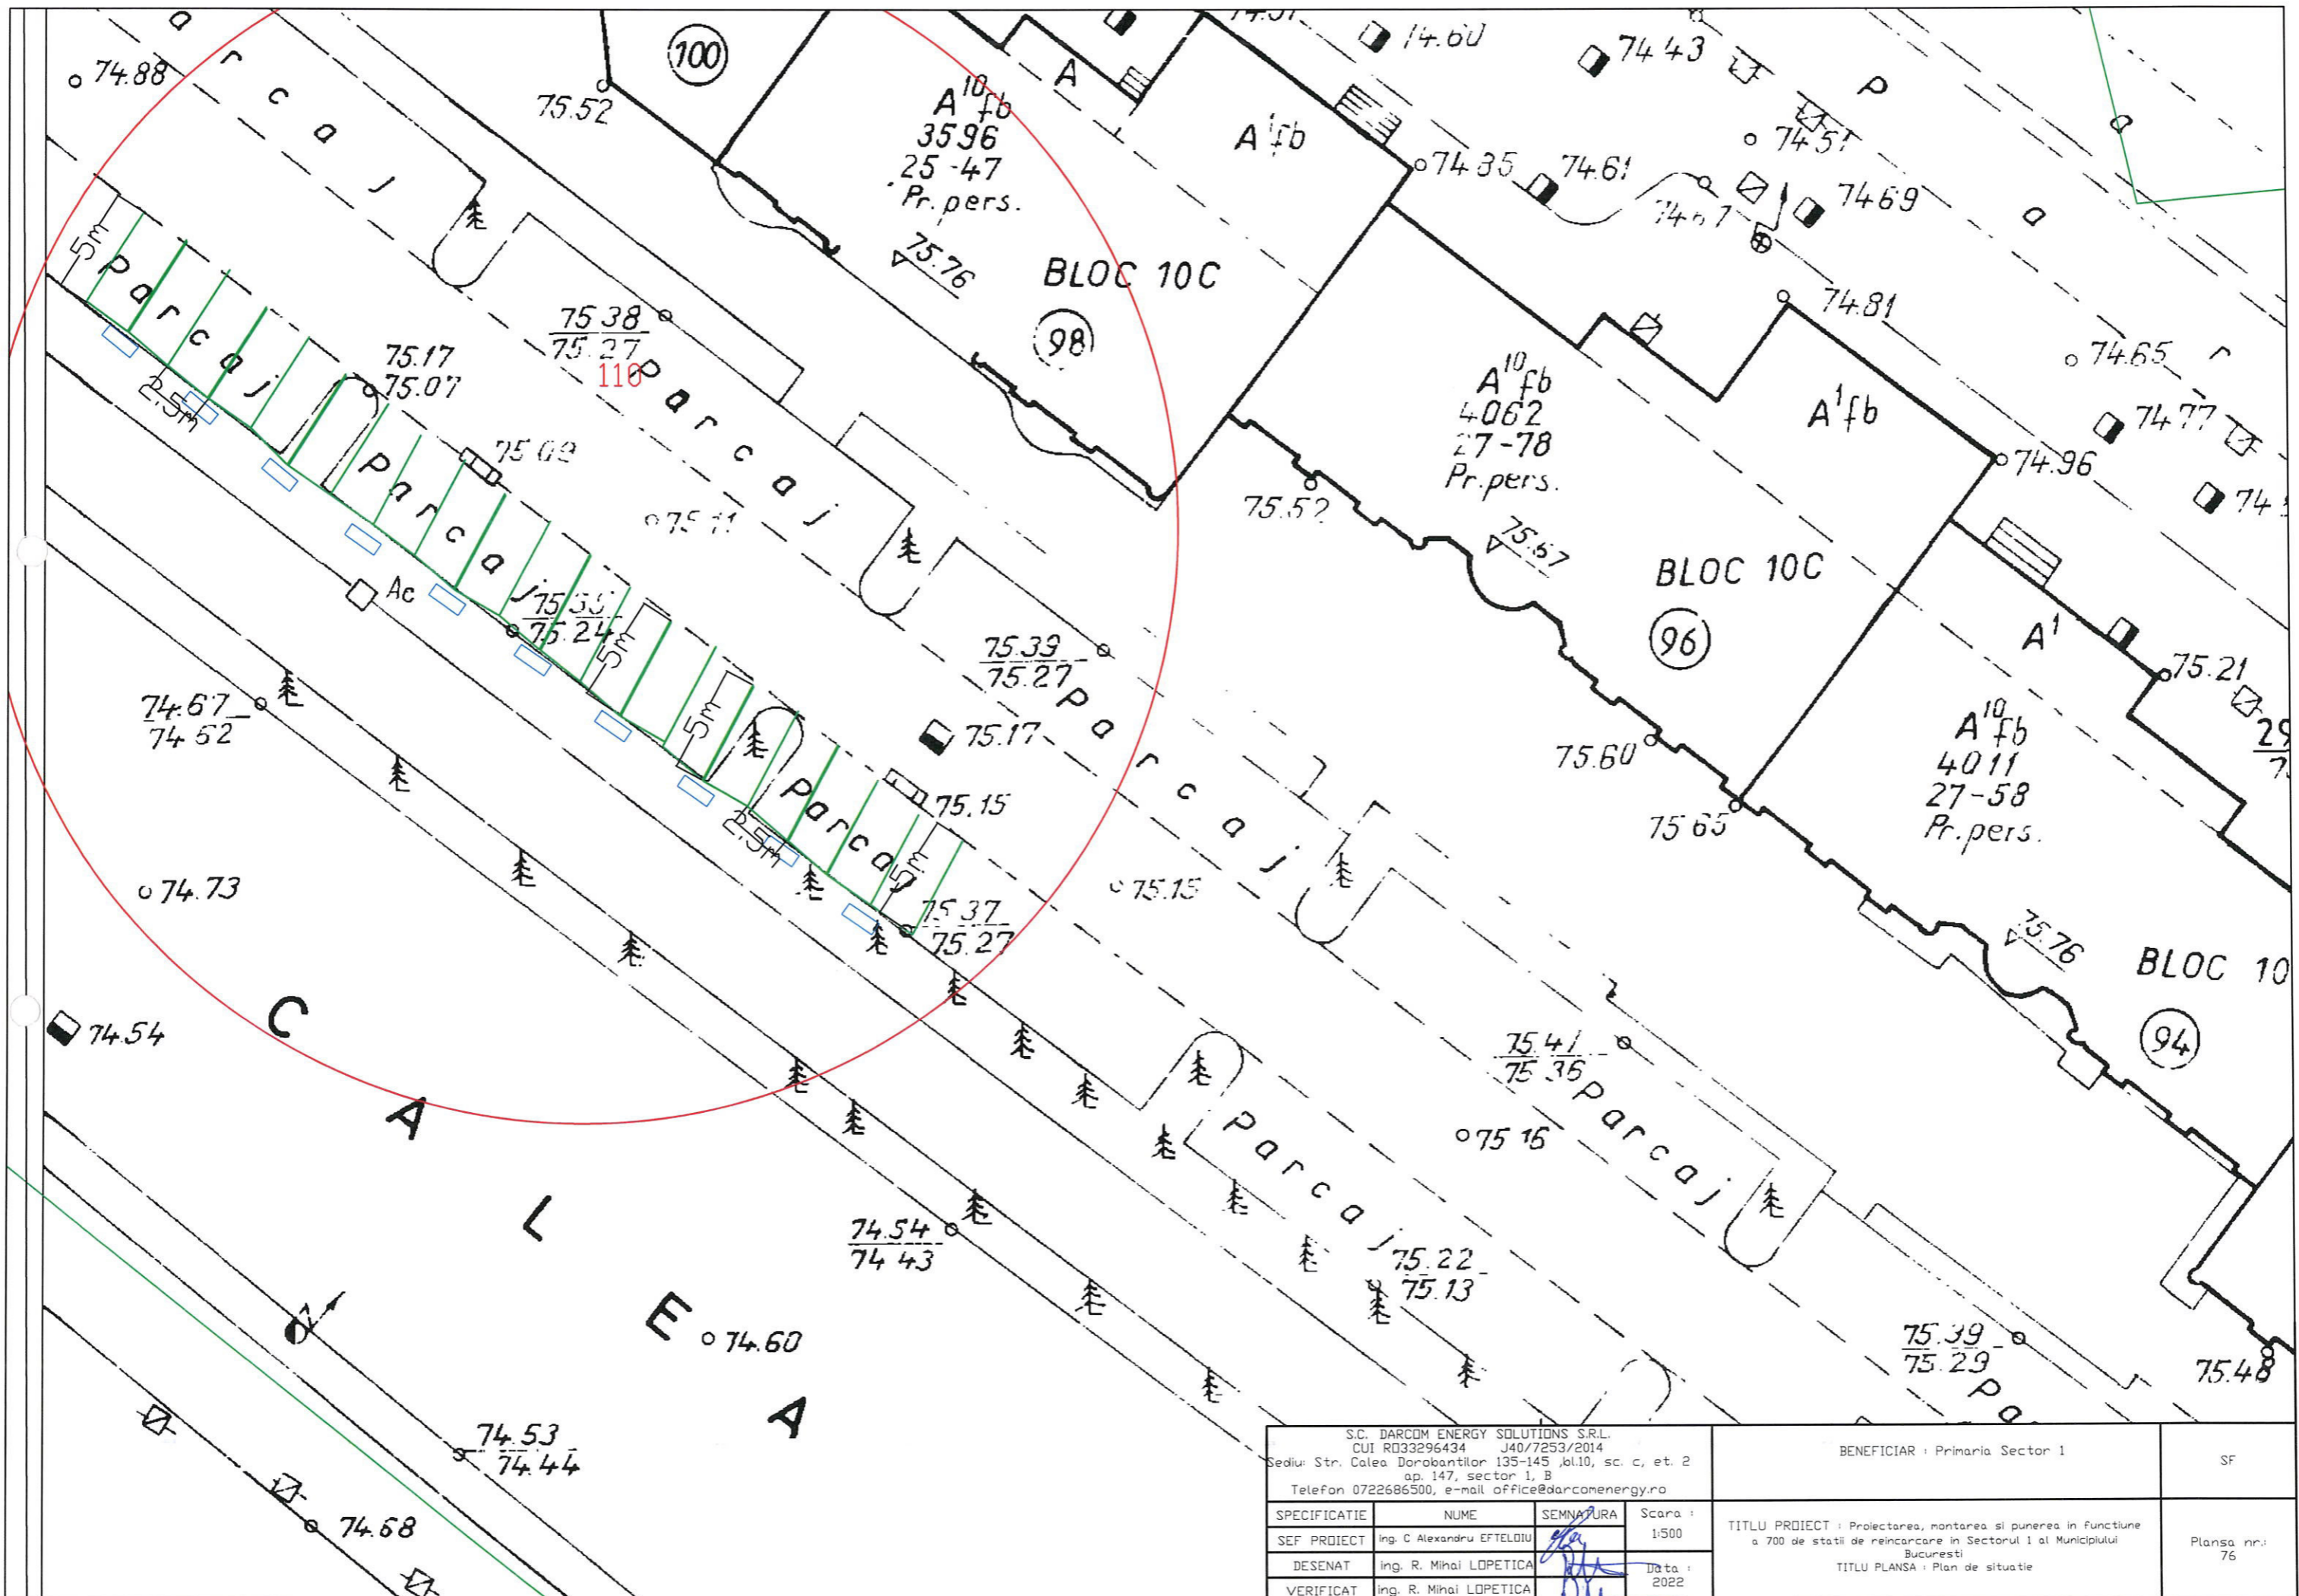 74.88
Parcaj
100
75.52
A¹⁰fb
3596
25-47
Pr.pers.
75.76
BLOC 10C
98
A
A¹fb
14.60
74 43
74.57
74.35
74.61
74.69
74.81
74.65
74.77
74.96
5m
Parcaj
2.5m
75.17
75.07
75 38
75.27
110
Parcaj
75 09
75.11
Parcaj
Ac
75.24
5m
5m
75.39
75.27
75.17
75.15
Parcaj
2.5m
5m
75.37
75.27
75.15
Parcaj
A¹⁰fb
4062
27-78
Pr.pers.
75.52
75.67
BLOC 10C
96
A¹fb
A¹
75.21
A¹⁰fb
4011
27-58
Pr.pers.
75.60
75 65
75.76
BLOC 10
94
74.67
74 62
74.73
74.54
CALEA
75.41
75 36
75 16
Parcaj
Parcaj
75.22
75.13
74.54
74 43
74.60
75.39
75.29
Pa
75.48
74.53
74.44
74.68
S.C. DARCOM ENERGY SOLUTIONS S.R.L.
CUI RO33296434 J40/7253/2014
Sediu: Str. Calea Dorobantilor 135-145 ,bl.10, sc. c, et. 2
ap. 147, sector 1, B
Telefon 0722686500, e-mail office@darcomenergy.ro
BENEFICIAR : Primaria Sector 1
SF
SPECIFICATIE NUME SEMNATURA Scara :
1:500
SEF PROIECT ing. C Alexandru EFTELOIU
DESENAT ing. R. Mihai LOPETICA Data :
2022
VERIFICAT ing. R. Mihai LOPETICA
TITLU PROIECT : Proiectarea, montarea si punerea in functiune
a 700 de statii de reincarcare in Sectorul 1 al Municipiului
Bucuresti
TITLU PLANSA : Plan de situatie
Plansa nr.:
76